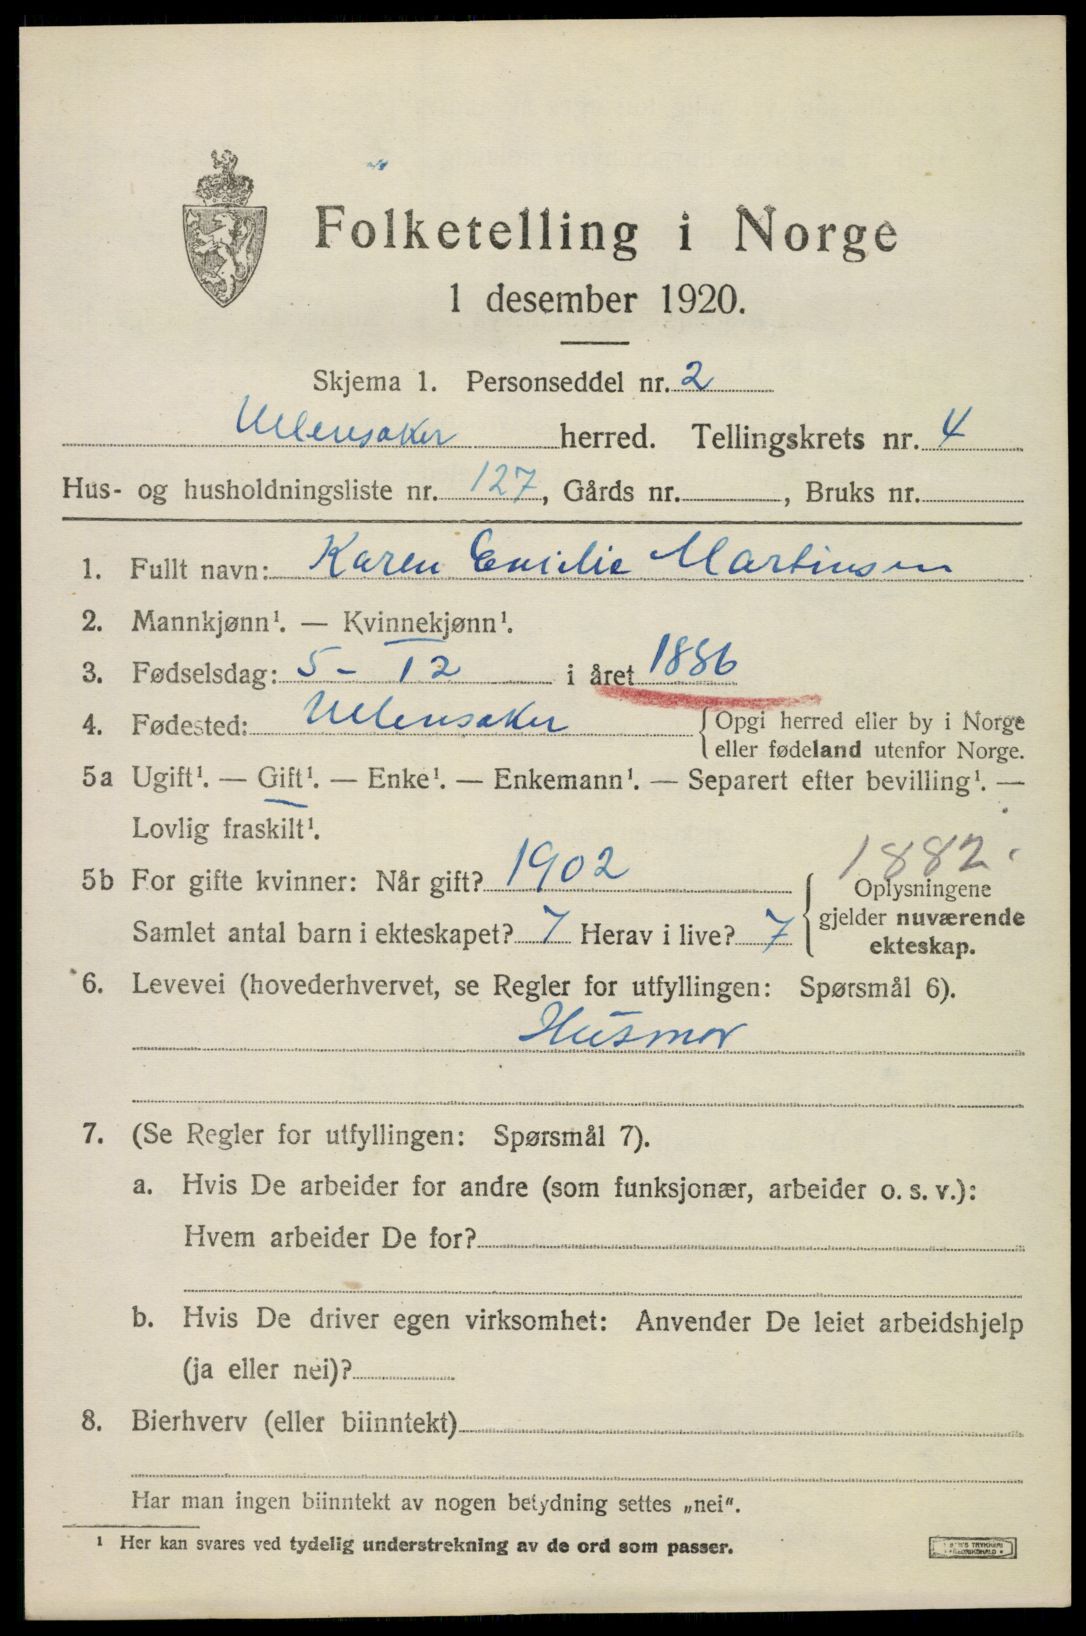 Folketelling i Norge
1 desember 1920.
Skjema 1. Personseddel nr. 2
Ullensaker herred. Tellingskrets nr. 4
Hus- og husholdningsliste nr. 127, Gårds nr. , Bruks nr.
1. Fullt navn: Karen Emilie Martinsen
2. Mannkjønn¹. — Kvinnekjønn¹.
3. Fødselsdag: 5 - 12 i året 1886
4. Fødested: Ullensaker {Opgi herred eller by i Norge
eller fødeland utenfor Norge.
5a Ugift¹. — Gift¹. — Enke¹. — Enkemann¹. — Separert efter bevilling¹. —
Lovlig fraskilt¹.
1882.
5b For gifte kvinner: Når gift? 1902 { Oplysningene
gjelder nuværende
Samlet antal barn i ekteskapet? 7 Herav i live? 7
ekteskap.
6. Levevei (hovederhvervet, se Regler for utfyllingen: Spørsmål 6).
Husmor
7. (Se Regler for utfyllingen: Spørsmål 7).
a. Hvis De arbeider for andre (som funksjonær, arbeider o. s. v.):
Hvem arbeider De for?
b. Hvis De driver egen virksomhet: Anvender De leiet arbeidshjelp
(ja eller nei)?
8. Bierhverv (eller biinntekt)
Har man ingen biinntekt av nogen betydning settes „nei".
¹ Her kan svares ved tydelig understrekning av de ord som passer.